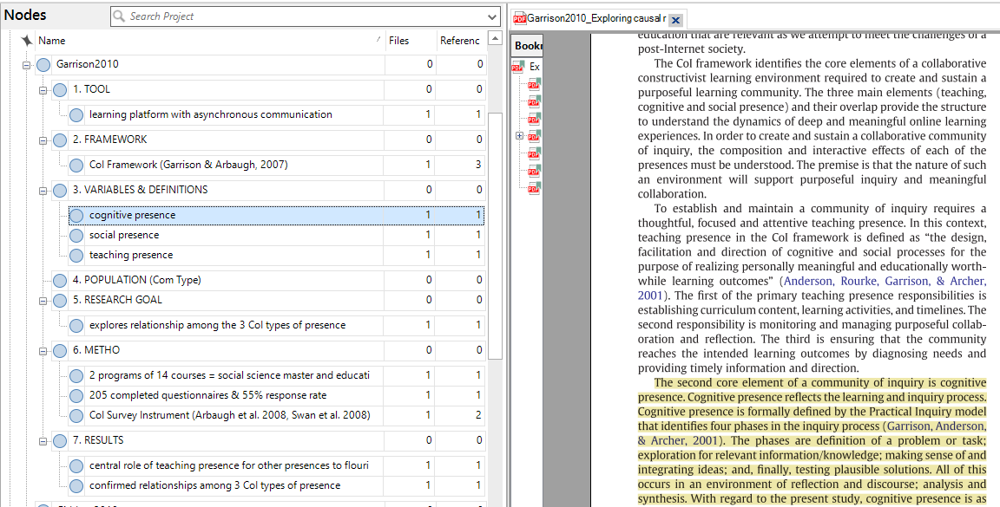 Nodes
Search Project
Name Files Referenc
Garrison2010 0 0
1. TOOL 0 0
learning platform with asynchronous communication 1 1
2. FRAMEWORK 0 0
CoI Framework (Garrison & Arbaugh, 2007) 1 3
3. VARIABLES & DEFINITIONS 0 0
cognitive presence 1 1
social presence 1 1
teaching presence 1 1
4. POPULATION (Com Type) 0 0
5. RESEARCH GOAL 0 0
explores relationship among the 3 CoI types of presence 1 1
6. METHO 0 0
2 programs of 14 courses = social science master and educati 1 1
205 completed questionnaires & 55% response rate 1 1
CoI Survey Instrument (Arbaugh et al. 2008, Swan et al. 2008) 1 2
7. RESULTS 0 0
central role of teaching presence for other presences to flouri 1 1
confirmed relationships among 3 CoI types of presence 1 1
Garrison2010_Exploring causal r
Bookr
Ex
education that are relevant as we attempt to meet the challenges of a
post-Internet society.
The CoI framework identifies the core elements of a collaborative
constructivist learning environment required to create and sustain a
purposeful learning community. The three main elements (teaching,
cognitive and social presence) and their overlap provide the structure
to understand the dynamics of deep and meaningful online learning
experiences. In order to create and sustain a collaborative community
of inquiry, the composition and interactive effects of each of the
presences must be understood. The premise is that the nature of such
an environment will support purposeful inquiry and meaningful
collaboration.
To establish and maintain a community of inquiry requires a
thoughtful, focused and attentive teaching presence. In this context,
teaching presence in the CoI framework is defined as “the design,
facilitation and direction of cognitive and social processes for the
purpose of realizing personally meaningful and educationally worth-
while learning outcomes” (Anderson, Rourke, Garrison, & Archer,
2001). The first of the primary teaching presence responsibilities is
establishing curriculum content, learning activities, and timelines. The
second responsibility is monitoring and managing purposeful collab-
oration and reflection. The third is ensuring that the community
reaches the intended learning outcomes by diagnosing needs and
providing timely information and direction.
The second core element of a community of inquiry is cognitive
presence. Cognitive presence reflects the learning and inquiry process.
Cognitive presence is formally defined by the Practical Inquiry model
that identifies four phases in the inquiry process (Garrison, Anderson,
& Archer, 2001). The phases are definition of a problem or task;
exploration for relevant information/knowledge; making sense of and
integrating ideas; and, finally, testing plausible solutions. All of this
occurs in an environment of reflection and discourse; analysis and
synthesis. With regard to the present study, cognitive presence is as